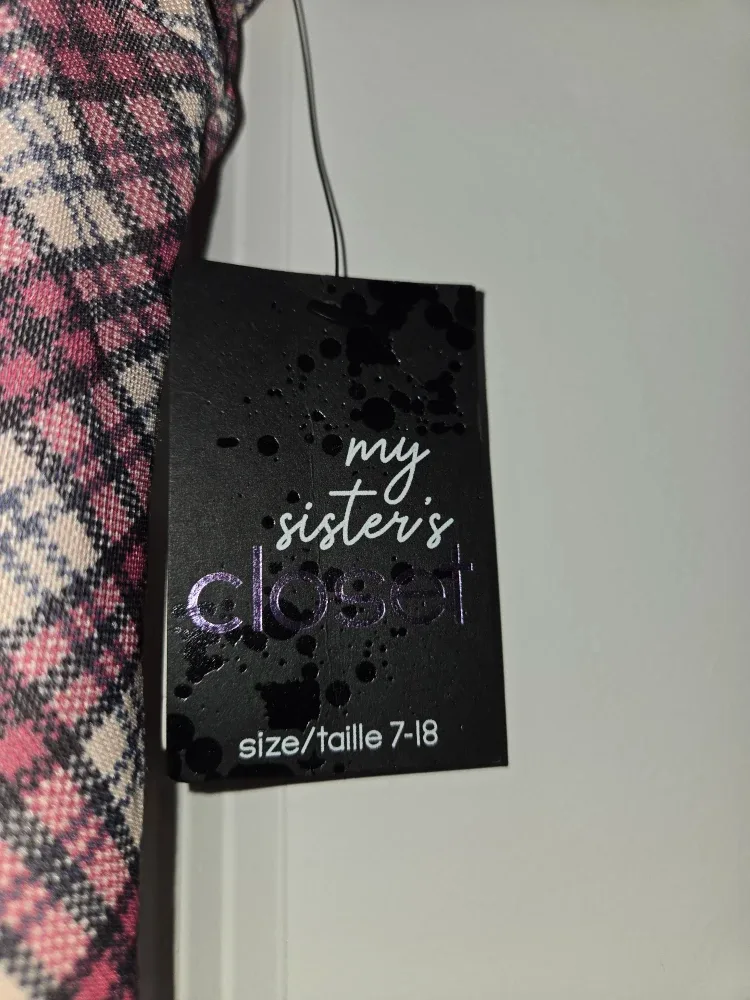 my
sister's
closet
size/taille 7-18